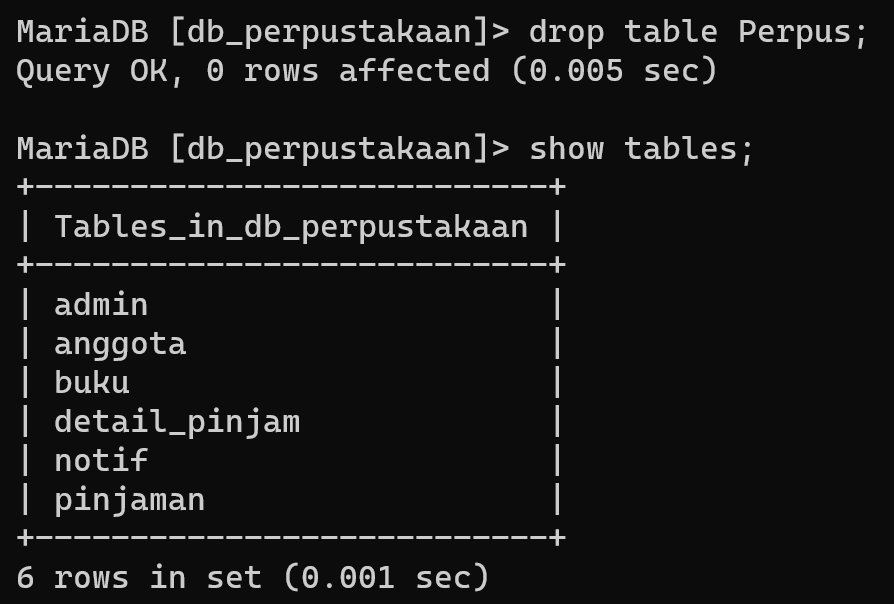 MariaDB [db_perpustakaan]> drop table Perpus;
Query OK, 0 rows affected (0.005 sec)
MariaDB [db_perpustakaan]> show tables;
+---------------------------+
| Tables_in_db_perpustakaan |
+---------------------------+
| admin                     |
| anggota                   |
| buku                      |
| detail_pinjam             |
| notif                     |
| pinjaman                  |
+---------------------------+
6 rows in set (0.001 sec)